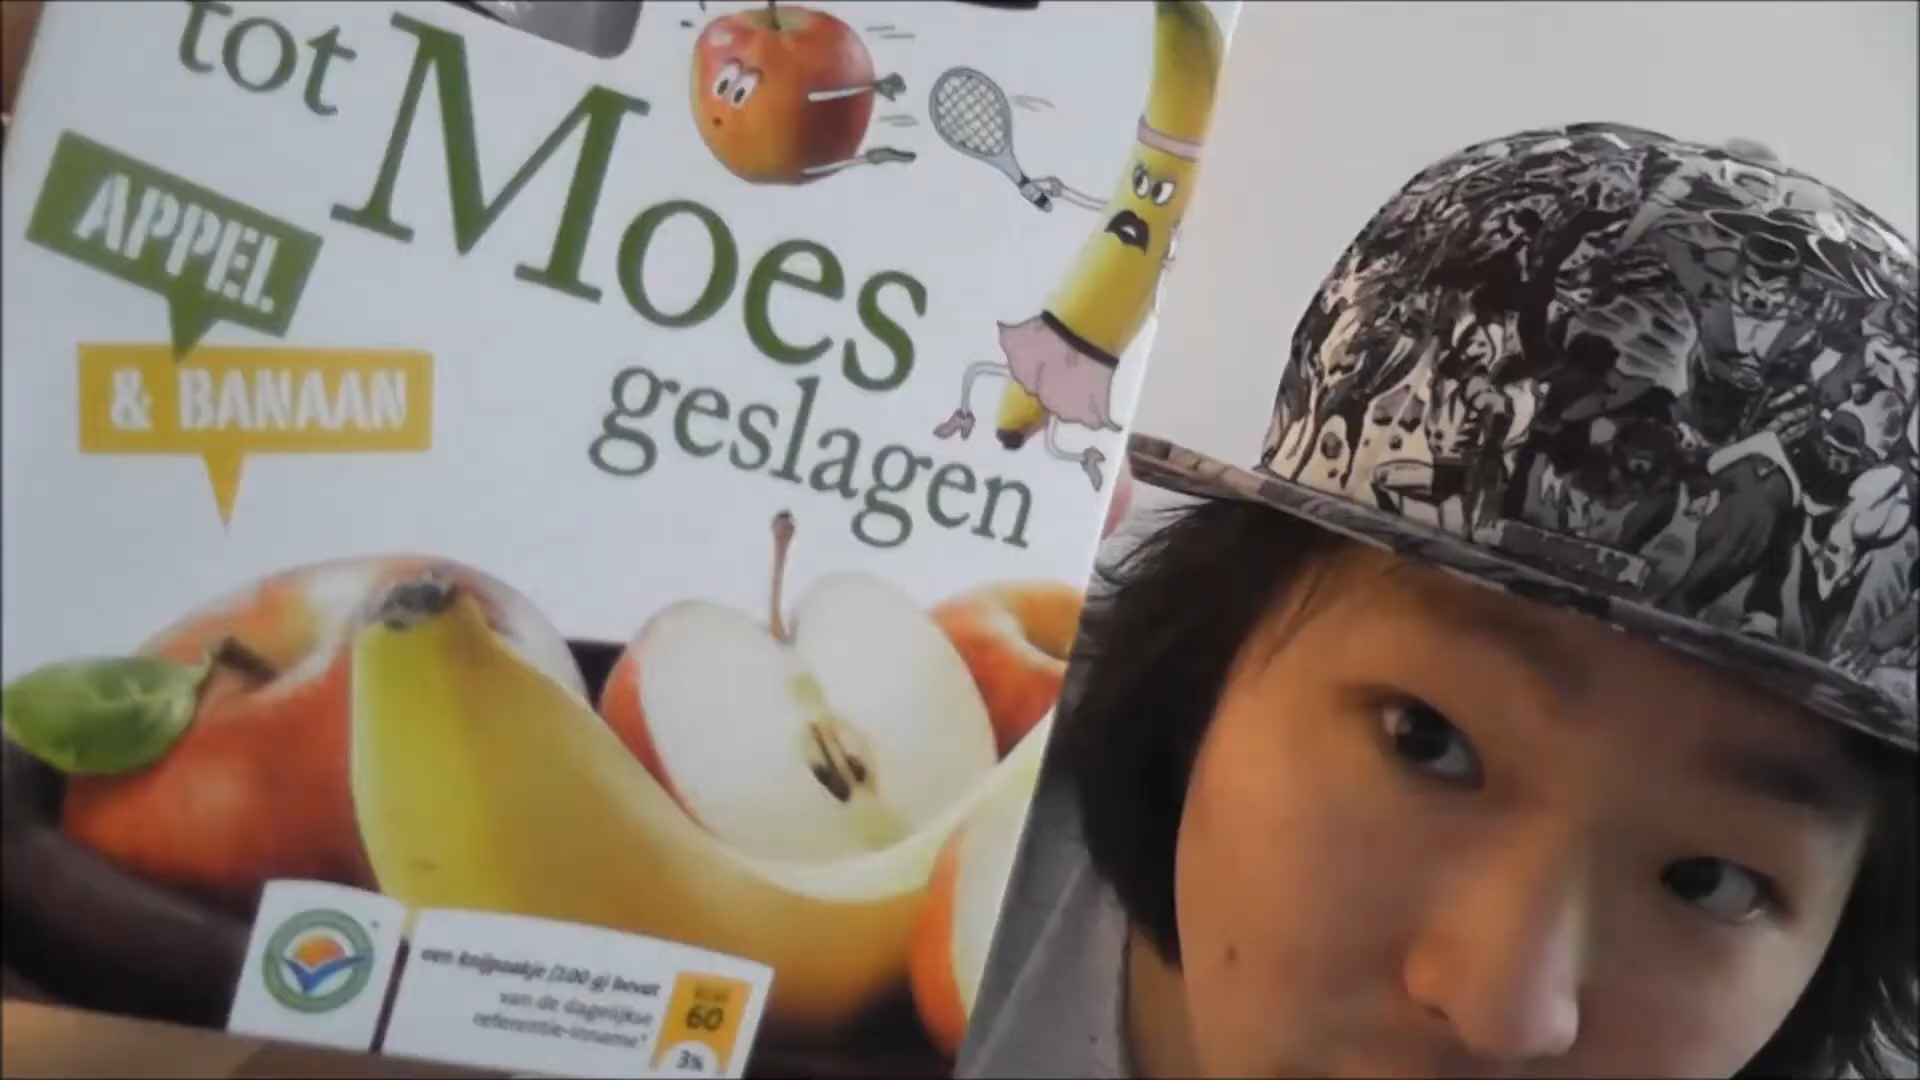 tot
Moes
geslagen
APPEL
& BANAAN
een knijpzakje (100 g) bevat
van de dagelijkse
referentie-inname*
60
3%